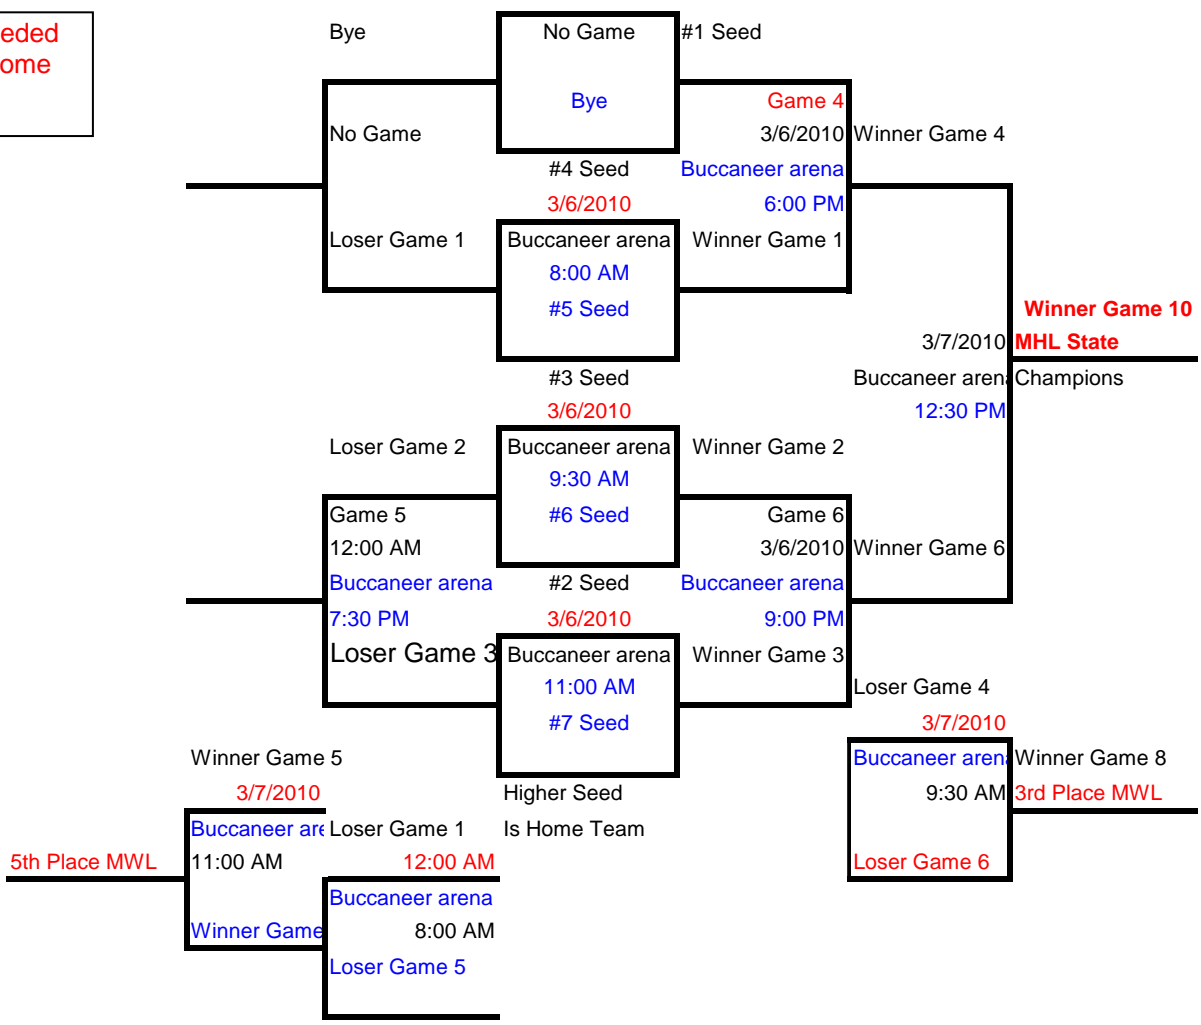 eded
ome
Bye No Game #1 Seed
Bye Game 4
No Game 3/6/2010 Winner Game 4
#4 Seed Buccaneer arena
3/6/2010 6:00 PM
Loser Game 1 Buccaneer arena Winner Game 1
8:00 AM
#5 Seed Winner Game 10
3/7/2010 MHL State
#3 Seed Buccaneer aren Champions
3/6/2010 12:30 PM
Loser Game 2 Buccaneer arena Winner Game 2
9:30 AM
Game 5 #6 Seed Game 6
12:00 AM 3/6/2010 Winner Game 6
Buccaneer arena #2 Seed Buccaneer arena
7:30 PM 3/6/2010 9:00 PM
Loser Game 3 Buccaneer arena Winner Game 3
11:00 AM Loser Game 4
#7 Seed 3/7/2010
Winner Game 5 Buccaneer aren Winner Game 8
3/7/2010 Higher Seed 9:30 AM 3rd Place MWL
Buccaneer are Loser Game 1 Is Home Team
5th Place MWL 11:00 AM 12:00 AM Loser Game 6
Buccaneer arena
Winner Game 8:00 AM
Loser Game 5